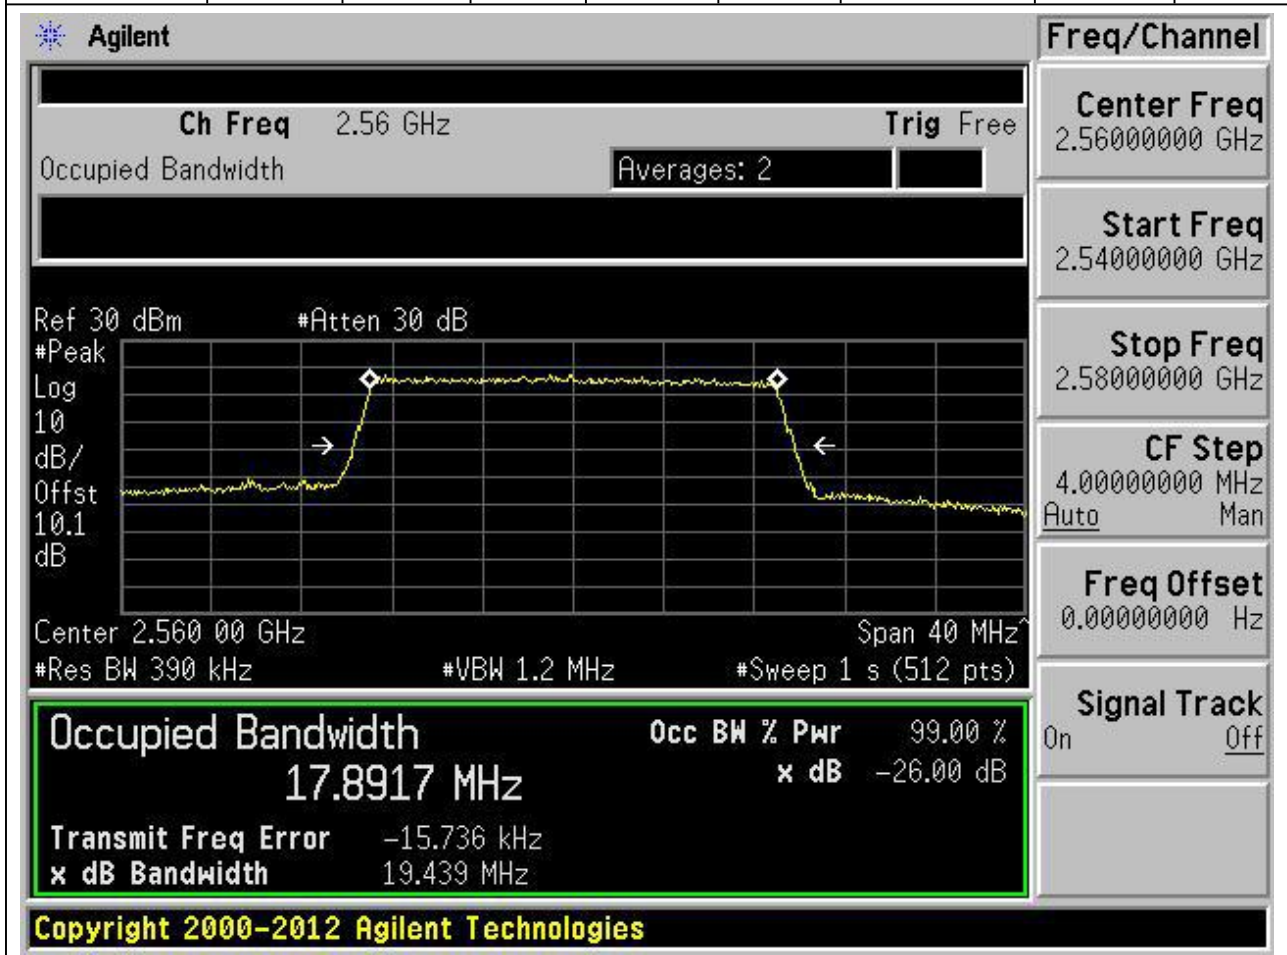 Agilent
Freq/Channel
Ch Freq 2.56 GHz Trig Free
Occupied Bandwidth Averages: 2
Center Freq
2.56000000 GHz
Start Freq
2.54000000 GHz
Stop Freq
2.58000000 GHz
CF Step
4.00000000 MHz
Auto Man
Freq Offset
0.00000000 Hz
Signal Track
On Off
Ref 30 dBm #Atten 30 dB
#Peak
Log
10
dB/
Offst
10.1
dB
Center 2.560 00 GHz Span 40 MHz^
#Res BW 390 kHz #VBW 1.2 MHz #Sweep 1 s (512 pts)
Occupied Bandwidth Occ BW % Pwr 99.00 %
17.8917 MHz x dB -26.00 dB
Transmit Freq Error -15.736 kHz
x dB Bandwidth 19.439 MHz
Copyright 2000-2012 Agilent Technologies